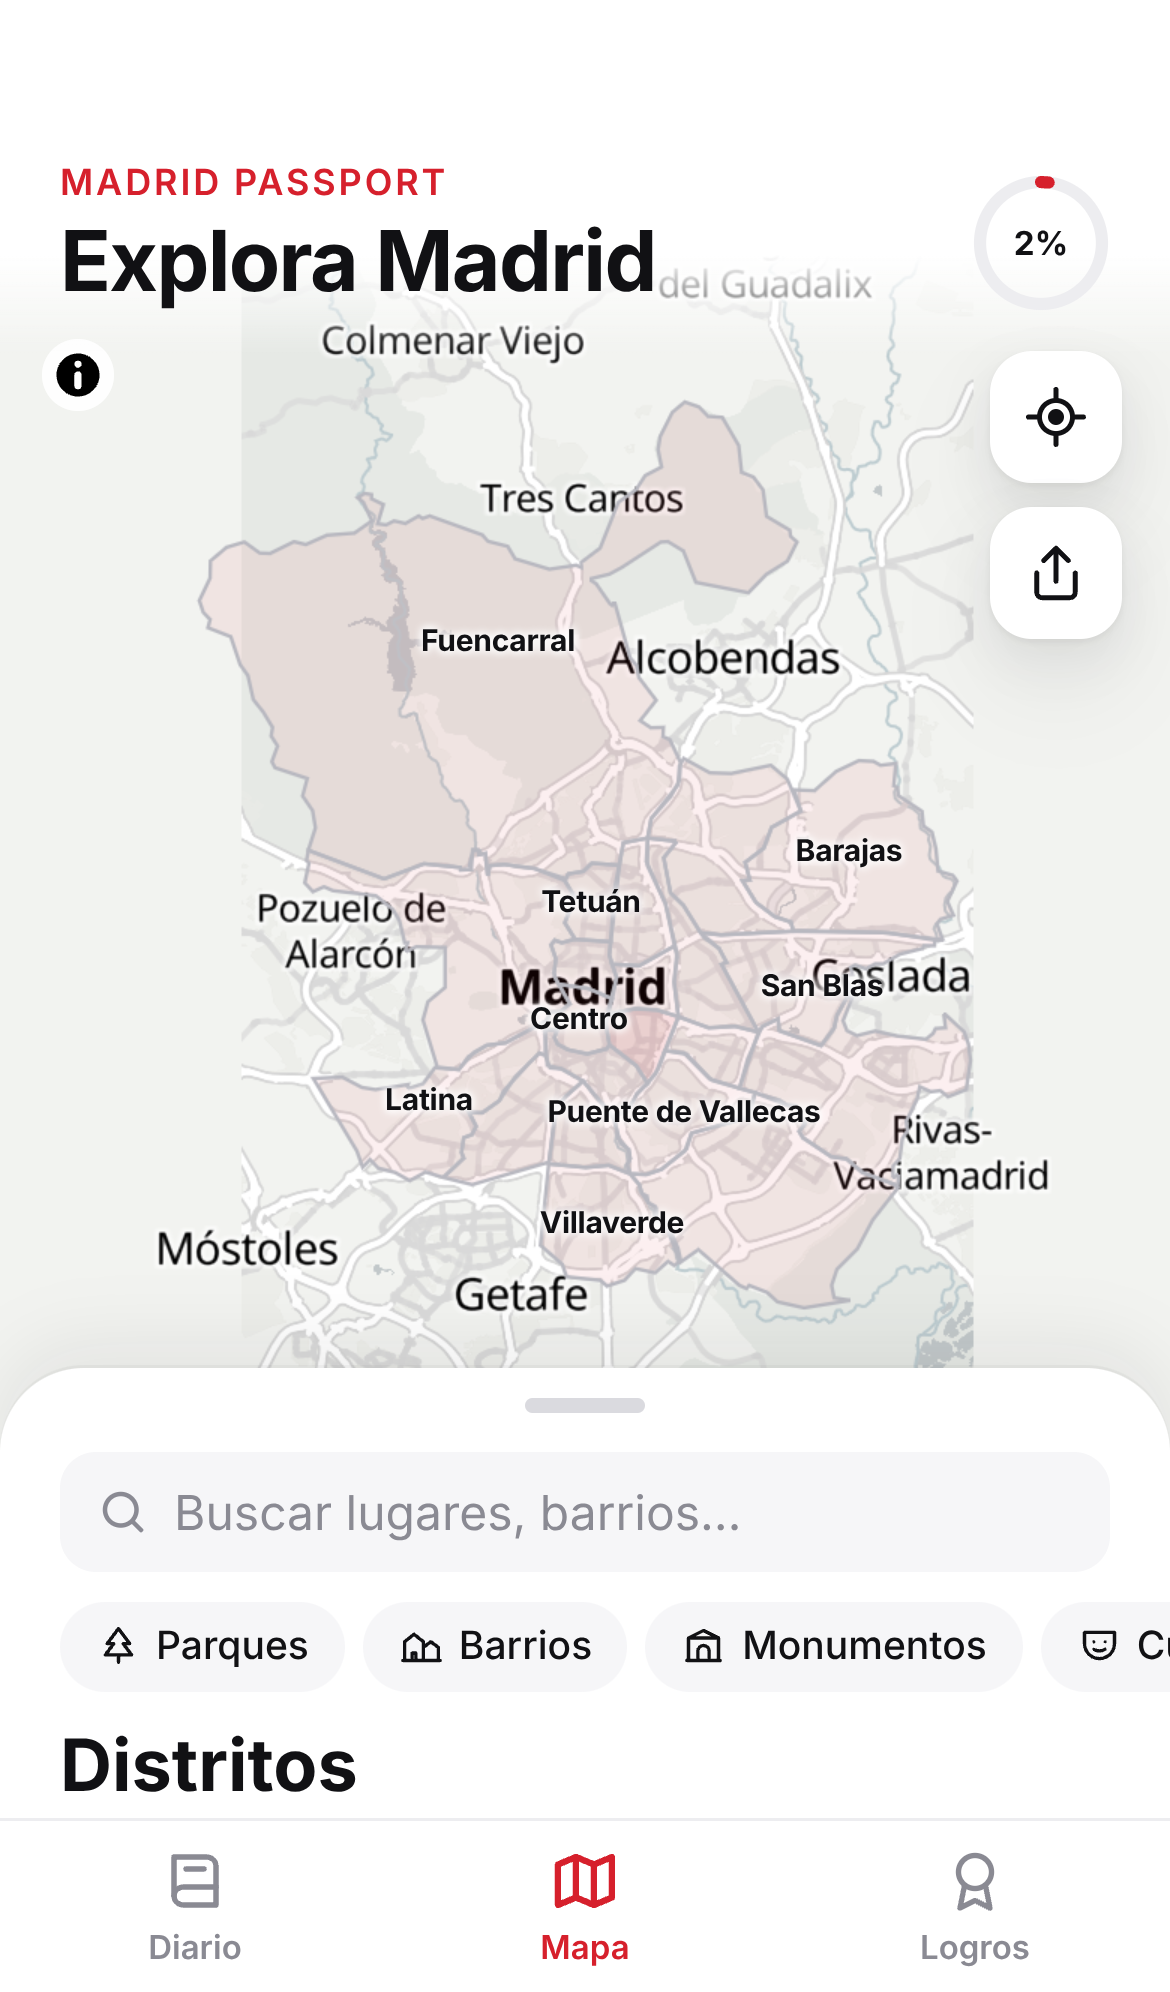 MADRID PASSPORT
Explora Madrid
2%
del Guadalix
Colmenar Viejo
Tres Cantos
Fuencarral
Alcobendas
Barajas
Tetuán
Pozuelo de
Alarcón
Madrid
San Blas
Coslada
Centro
Latina
Puente de Vallecas
Rivas-
Vaciamadrid
Villaverde
Móstoles
Getafe
Buscar lugares, barrios...
Parques
Barrios
Monumentos
Distritos
Diario
Mapa
Logros